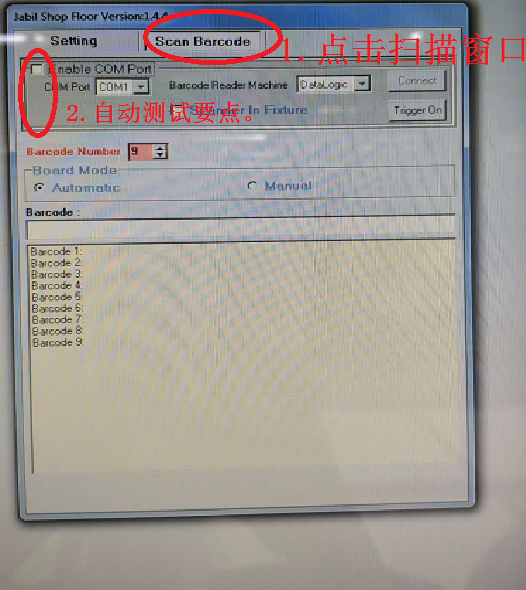 Jabil Shop Floor Version:1.4.4
Setting Scan Barcode
1. 点击扫描窗口
Enable COM Port
COM Port COM1 Barcode Reader Machine DataLogic Connect
Scanner In Fixture Trigger On
2.自动测试要点。
Barcode Number 9
Board Mode
Automatic Manual
Barcode :
Barcode 1:
Barcode 2:
Barcode 3:
Barcode 4:
Barcode 5:
Barcode 6:
Barcode 7:
Barcode 8:
Barcode 9: